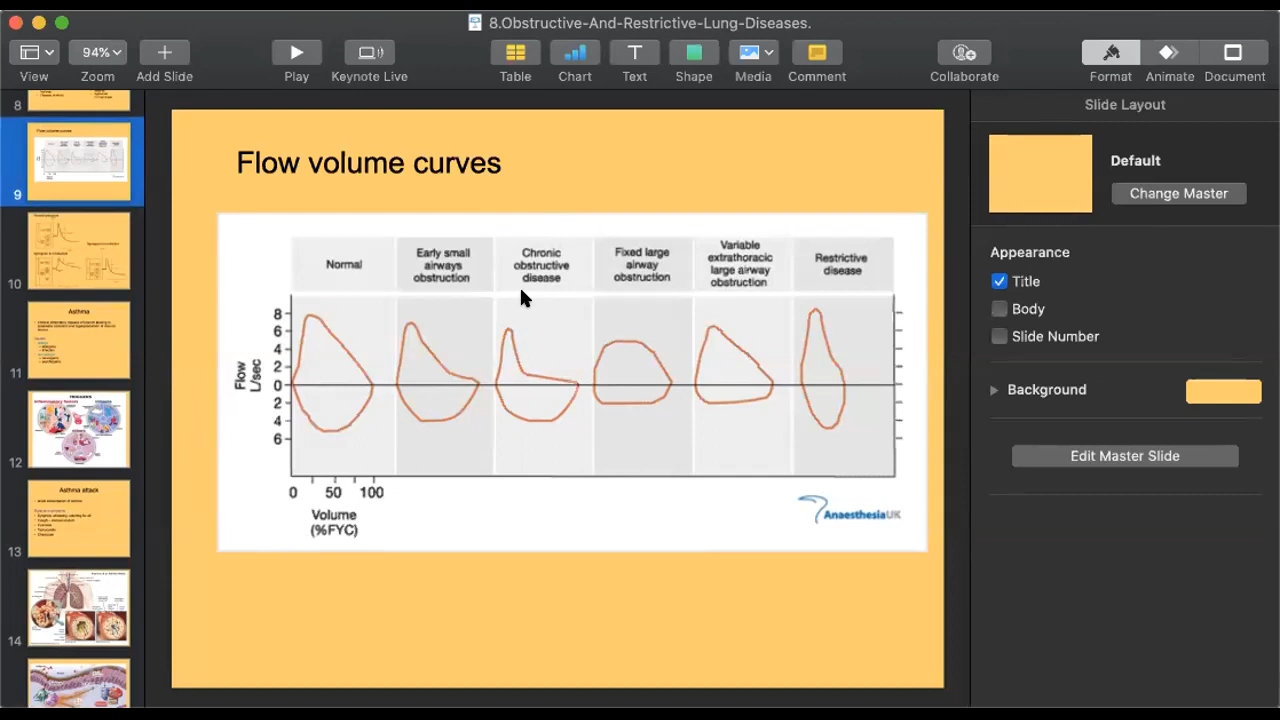 8.Obstructive-And-Restrictive-Lung-Diseases.
94%
View
Zoom
Add Slide
Play
Keynote Live
Table
Chart
Text
Shape
Media
Comment
Collaborate
Format
Animate
Document
Slide Layout
Default
Change Master
Appearance
Title
Body
Slide Number
Background
Edit Master Slide
8
9
10
11
12
13
14
Flow volume curves
Asthma
Asthma attack
Flow volume curves
Normal
Early small
airways
obstruction
Chronic
obstructive
disease
Fixed large
airway
obstruction
Variable
extrathoracic
large airway
obstruction
Restrictive
disease
Flow
L/sec
8
6
4
2
0
2
4
6
0 50 100
Volume
(%FYC)
AnaesthesiaUK